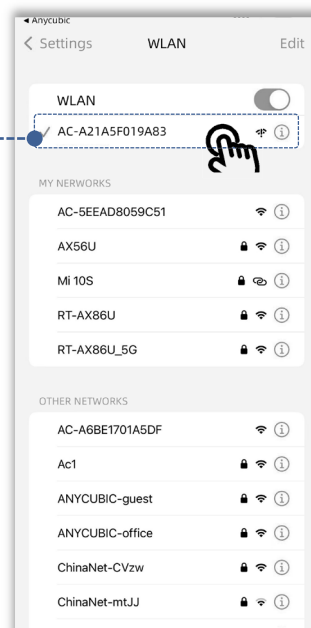 Anycubic
Settings WLAN Edit
WLAN
AC-A21A5F019A83
MY NERWORKS
AC-5EEAD8059C51
AX56U
Mi 10S
RT-AX86U
RT-AX86U_5G
OTHER NETWORKS
AC-A6BE1701A5DF
Ac1
ANYCUBIC-guest
ANYCUBIC-office
ChinaNet-CVzw
ChinaNet-mtJJ